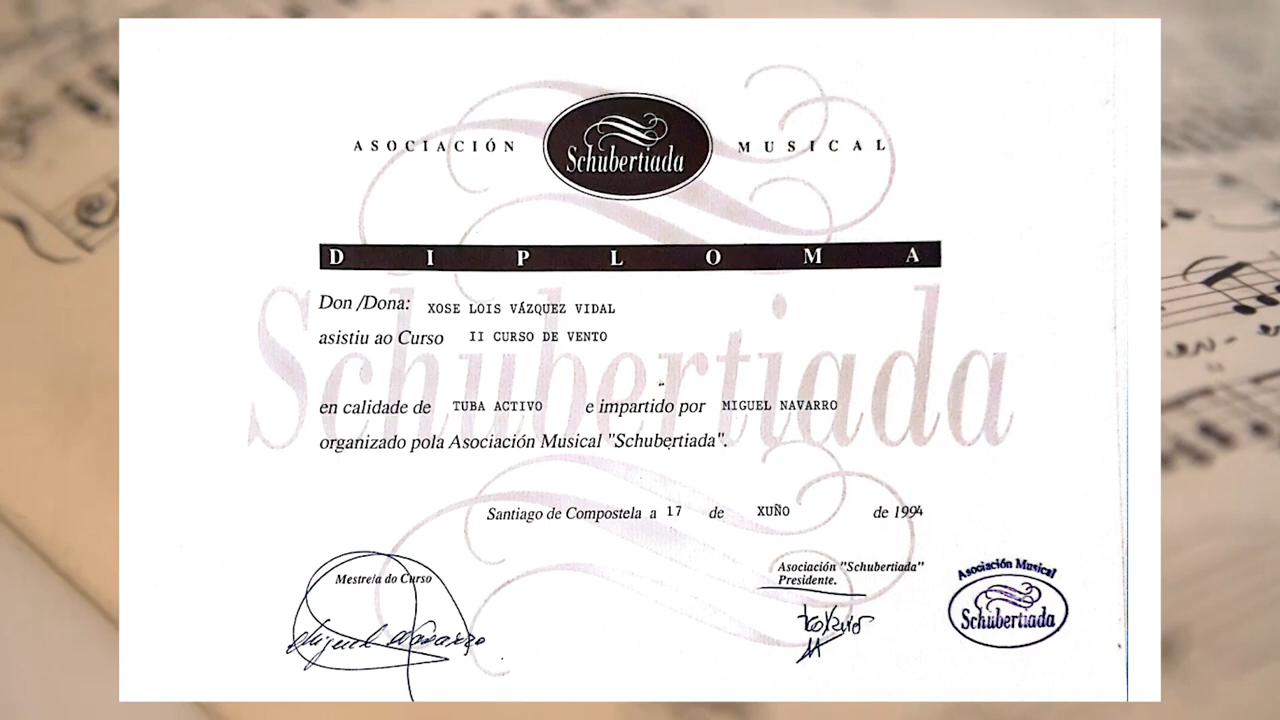 ASOCIACIÓN Schubertiada MUSICAL
DIPLOMA
Don /Dona: XOSE LOIS VÁZQUEZ VIDAL
asistiu ao Curso II CURSO DE VENTO
Schubertiada
en calidade de TUBA ACTIVO e impartido por MIGUEL NAVARRO
organizado pola Asociación Musical "Schubertiada".
Santiago de Compostela a 17 de XUÑO de 1994
Mestre/a do Curso
Miguel Navarro
Asociación "Schubertiada"
Presidente.
Asociación Musical
Schubertiada